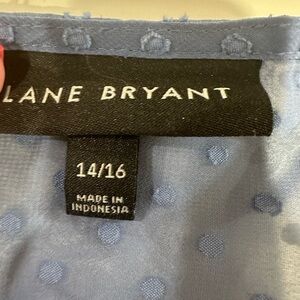 LANE BRYANT
14/16
MADE IN
INDONESIA